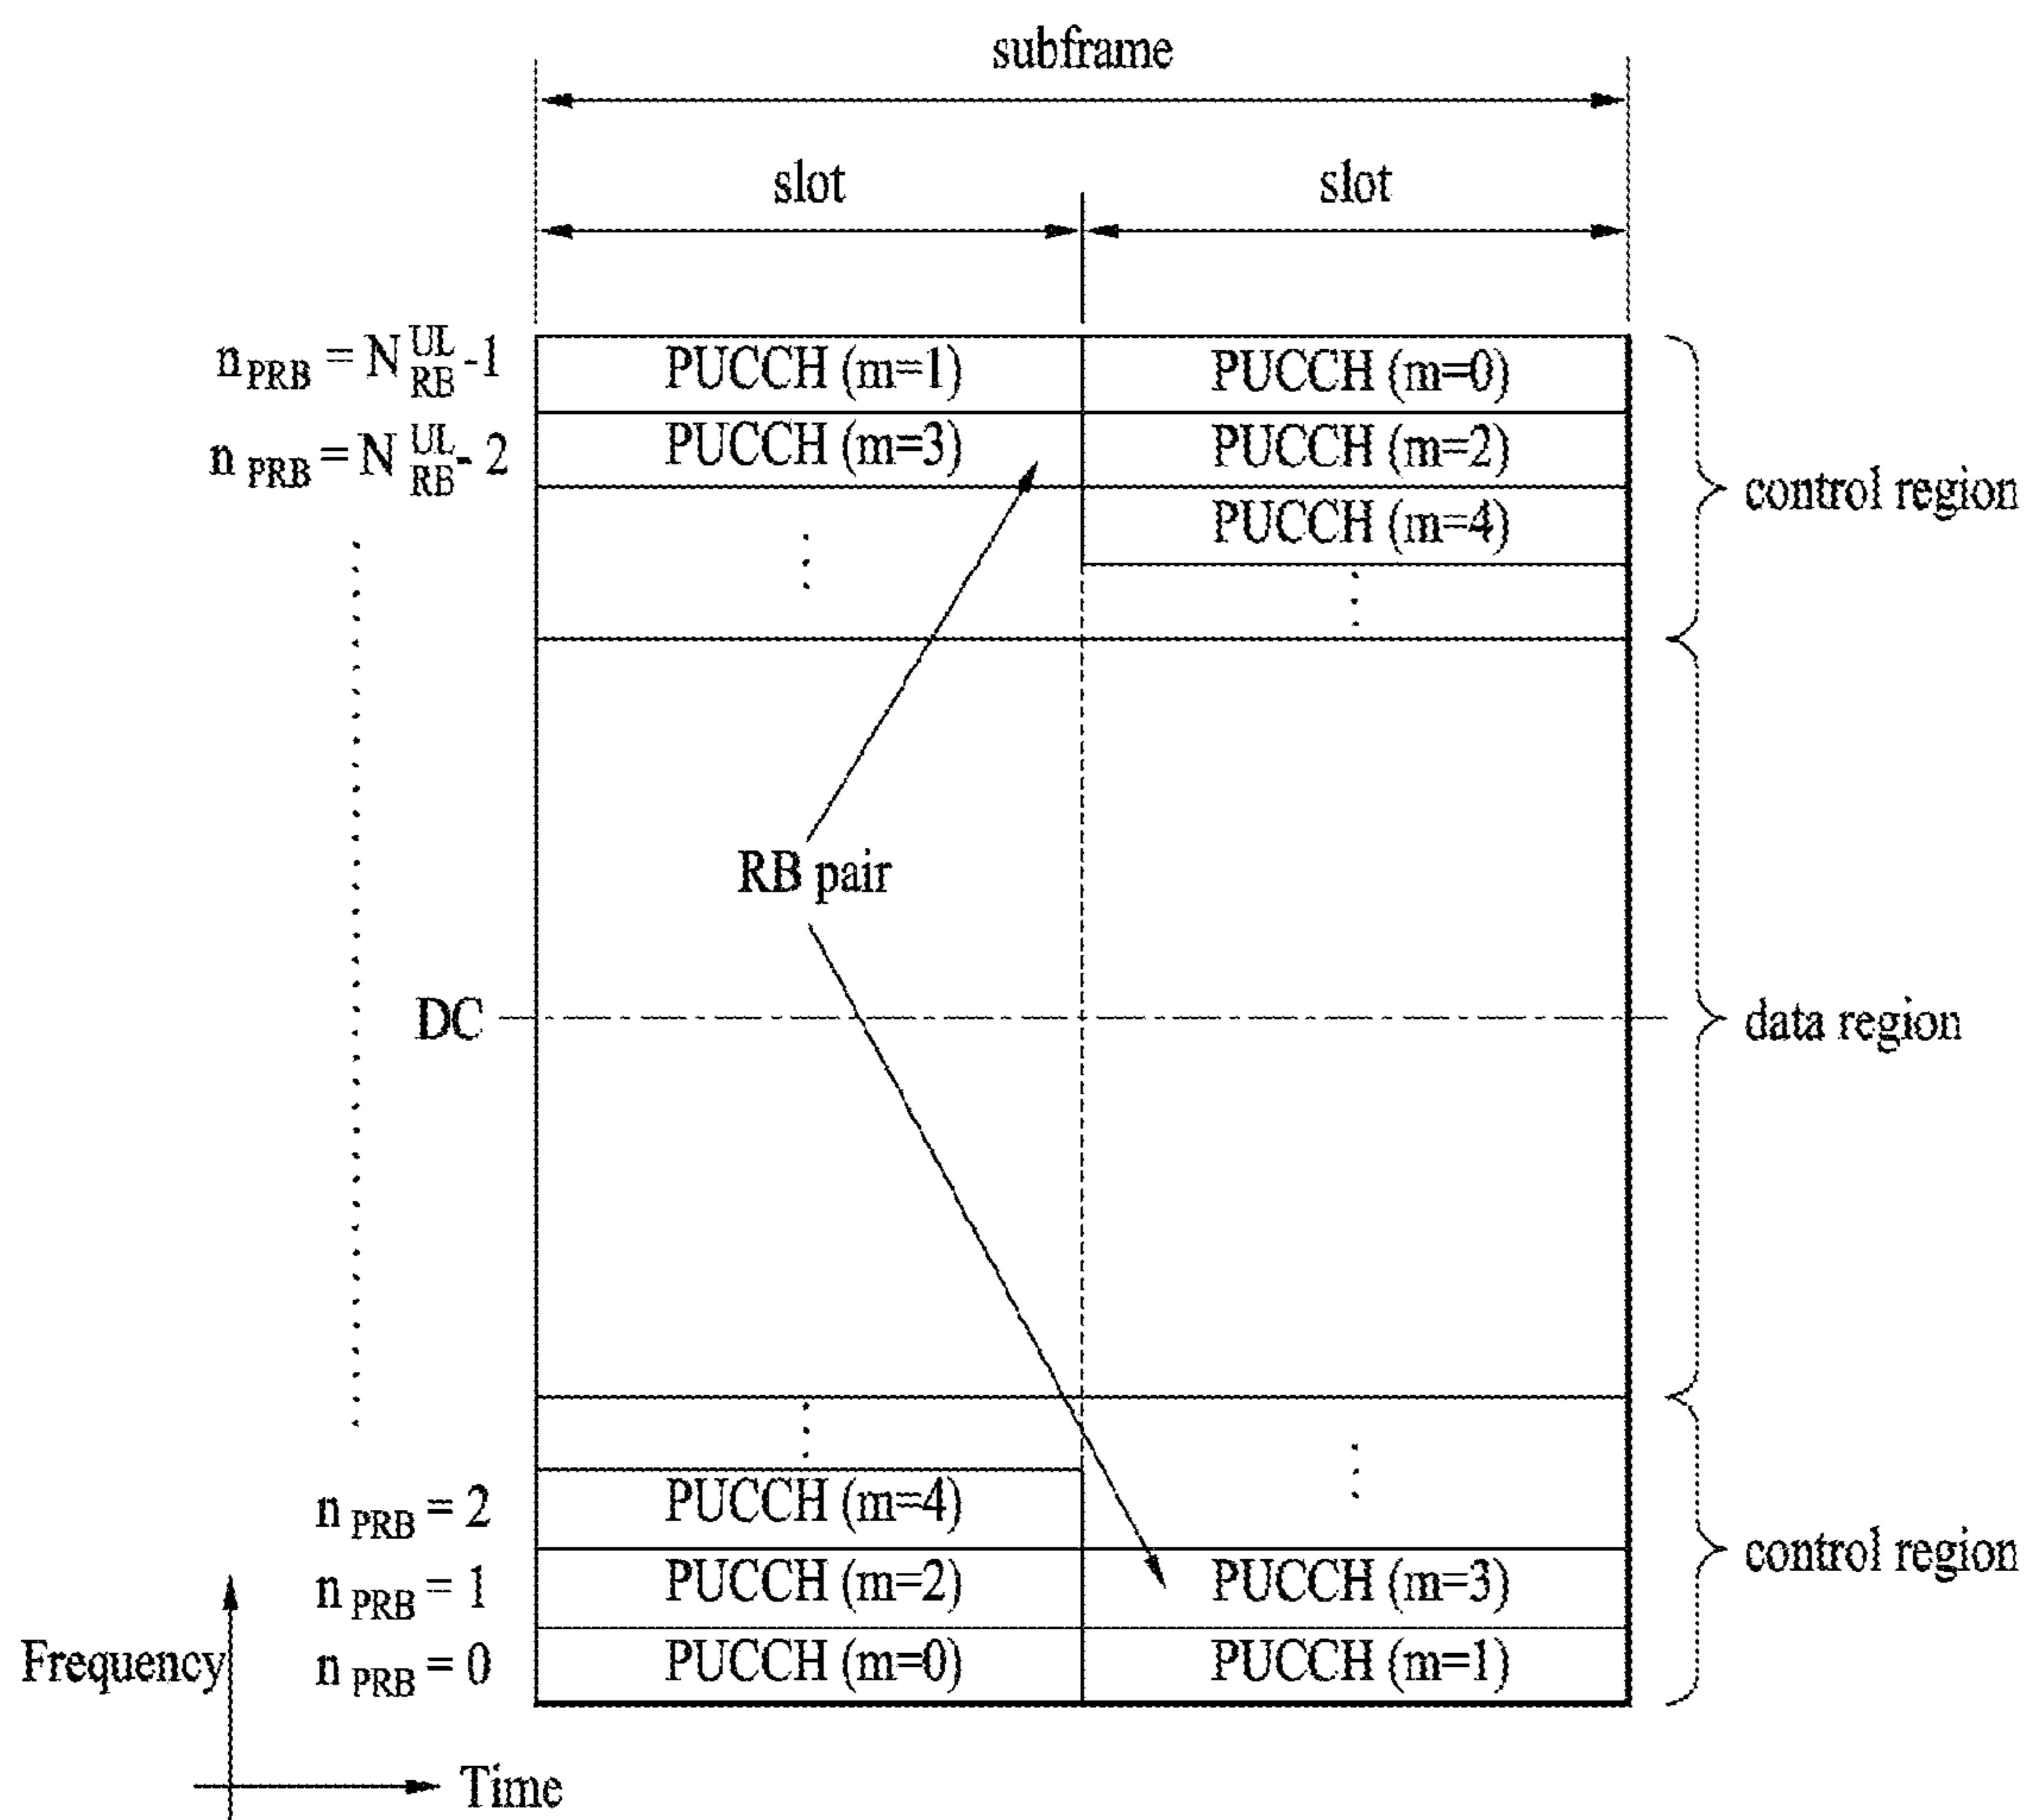 subframe
slot slot
n PRB = N UL RB -1 PUCCH (m=1) PUCCH (m=0)
n PRB = N UL RB - 2 PUCCH (m=3) PUCCH (m=2)
control region
PUCCH (m=4)
RB pair
DC
data region
n PRB = 2 PUCCH (m=4)
control region
n PRB = 1 PUCCH (m=2) PUCCH (m=3)
n PRB = 0 PUCCH (m=0) PUCCH (m=1)
Frequency
Time